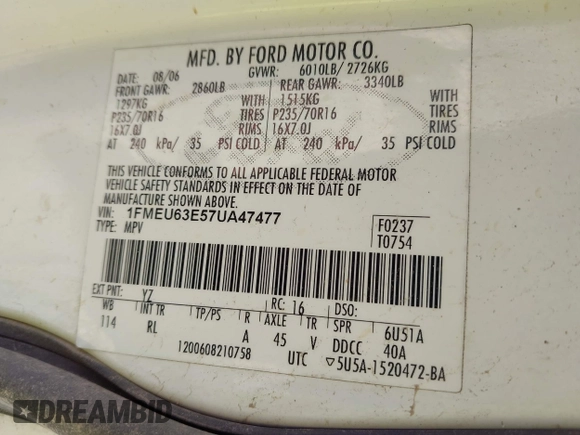 MFD. BY FORD MOTOR CO.
DATE: 08/06 GVWR: 6010LB/ 2726KG
FRONT GAWR: 2860LB REAR GAWR: 3340LB
1297KG WITH 1515KG WITH
P235/70R16 TIRES P235/70R16 TIRES
16X7.0J RIMS 16X7.0J RIMS
AT 240 kPa/ 35 PSI COLD AT 240 kPa/ 35 PSI COLD
THIS VEHICLE CONFORMS TO ALL APPLICABLE FEDERAL MOTOR
VEHICLE SAFETY STANDARDS IN EFFECT ON THE DATE OF
MANUFACTURE SHOWN ABOVE.
VIN: 1FMEU63E57UA47477 F0237
TYPE: MPV T0754
EXT PNT: YZ RC: 16 DSO:
WB INT TR TP/PS R AXLE TR SPR 6U51A
114 RL A 45 V DDCC 40A
1200608210758 UTC ▽5U5A-1520472-BA
DREAMBID